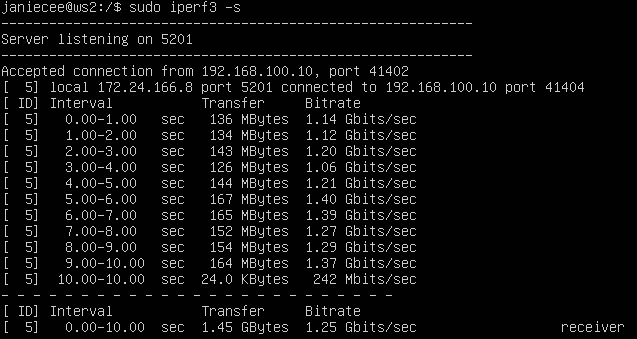 janiecee@ws2:/$ sudo iperf3 -s
-----------------------------------------------------------
Server listening on 5201
-----------------------------------------------------------
Accepted connection from 192.168.100.10, port 41402
[  5] local 172.24.166.8 port 5201 connected to 192.168.100.10 port 41404
[ ID] Interval           Transfer     Bitrate
[  5]   0.00-1.00   sec   136 MBytes  1.14 Gbits/sec
[  5]   1.00-2.00   sec   134 MBytes  1.12 Gbits/sec
[  5]   2.00-3.00   sec   143 MBytes  1.20 Gbits/sec
[  5]   3.00-4.00   sec   126 MBytes  1.06 Gbits/sec
[  5]   4.00-5.00   sec   144 MBytes  1.21 Gbits/sec
[  5]   5.00-6.00   sec   167 MBytes  1.40 Gbits/sec
[  5]   6.00-7.00   sec   165 MBytes  1.39 Gbits/sec
[  5]   7.00-8.00   sec   152 MBytes  1.27 Gbits/sec
[  5]   8.00-9.00   sec   154 MBytes  1.29 Gbits/sec
[  5]   9.00-10.00  sec   164 MBytes  1.37 Gbits/sec
[  5]  10.00-10.00  sec  24.0 KBytes   242 Mbits/sec
- - - - - - - - - - - - - - - - - - - - - - - - -
[ ID] Interval           Transfer     Bitrate
[  5]   0.00-10.00  sec  1.45 GBytes  1.25 Gbits/sec                  receiver